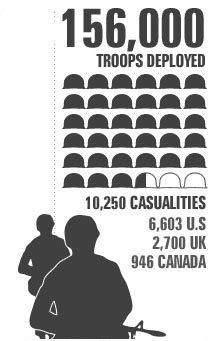 156,000
TROOPS DEPLOYED
10,250 CASUALITIES
6,603 U.S
2,700 UK
946 CANADA